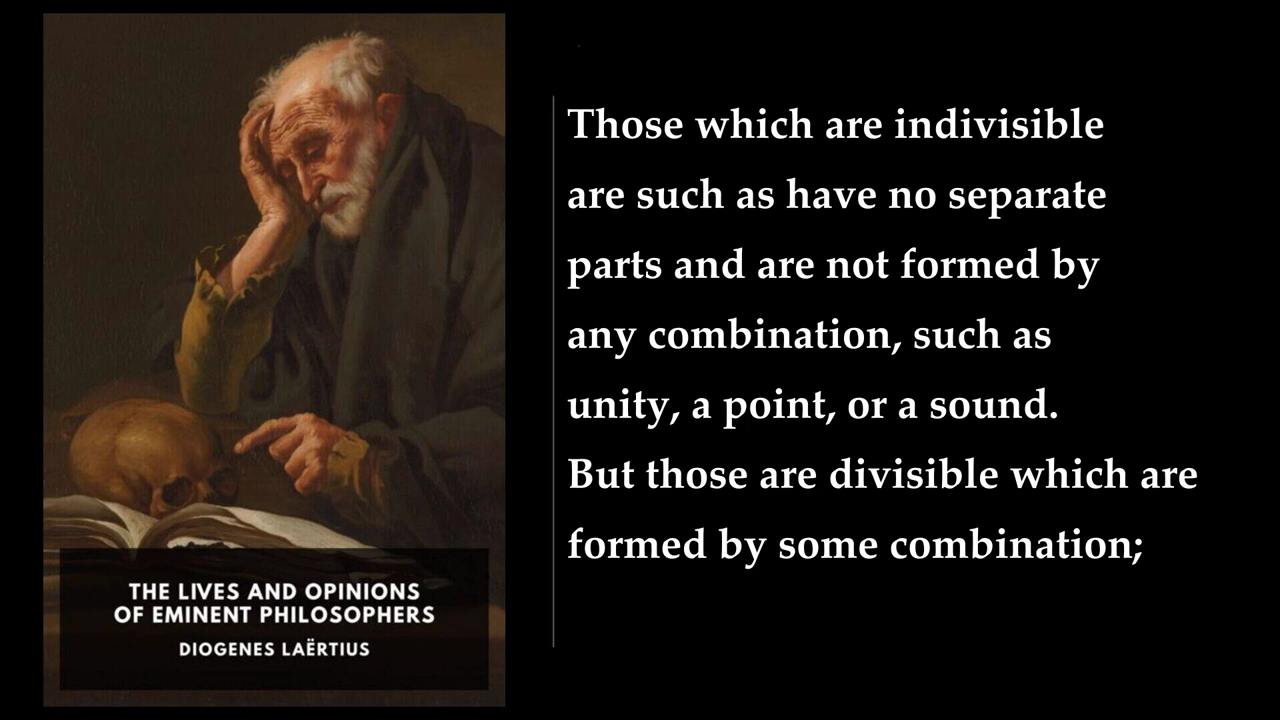 THE LIVES AND OPINIONS
OF EMINENT PHILOSOPHERS
DIOGENES LAËRTIUS
Those which are indivisible
are such as have no separate
parts and are not formed by
any combination, such as
unity, a point, or a sound.
But those are divisible which are
formed by some combination;